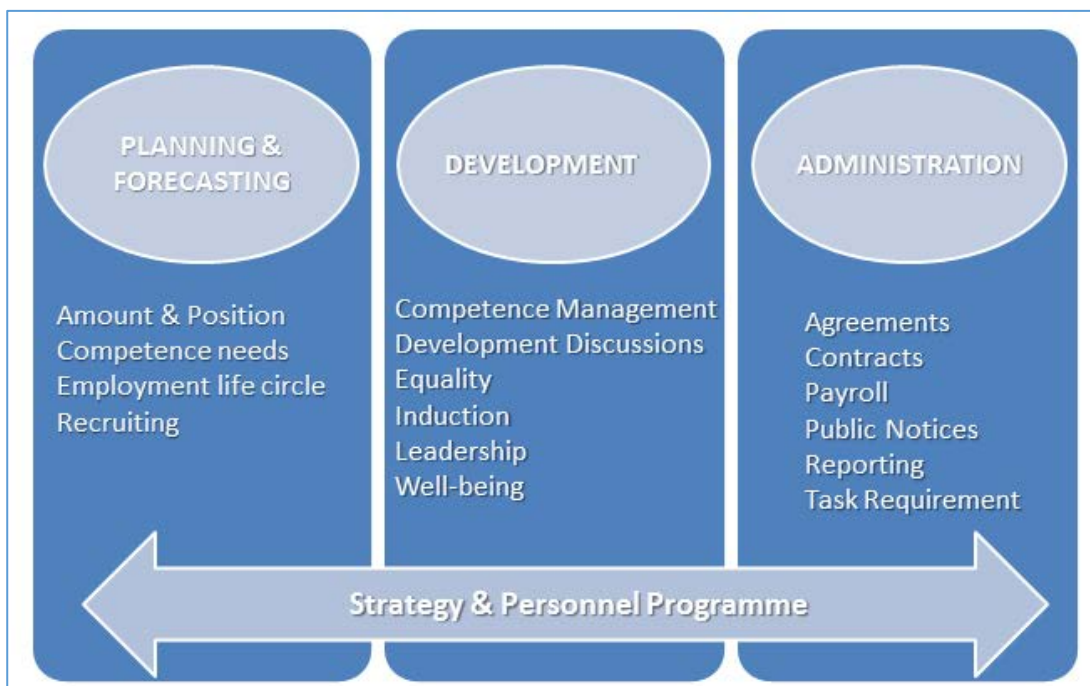 PLANNING &
FORECASTING
Amount & Position
Competence needs
Employment life circle
Recruiting
DEVELOPMENT
Competence Management
Development Discussions
Equality
Induction
Leadership
Well-being
ADMINISTRATION
Agreements
Contracts
Payroll
Public Notices
Reporting
Task Requirement
Strategy & Personnel Programme